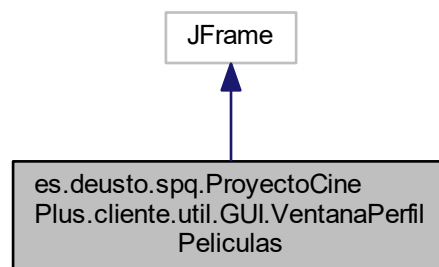 JFrame
es.deusto.spq.ProyectoCine
Plus.cliente.util.GUI.VentanaPerfil
Peliculas